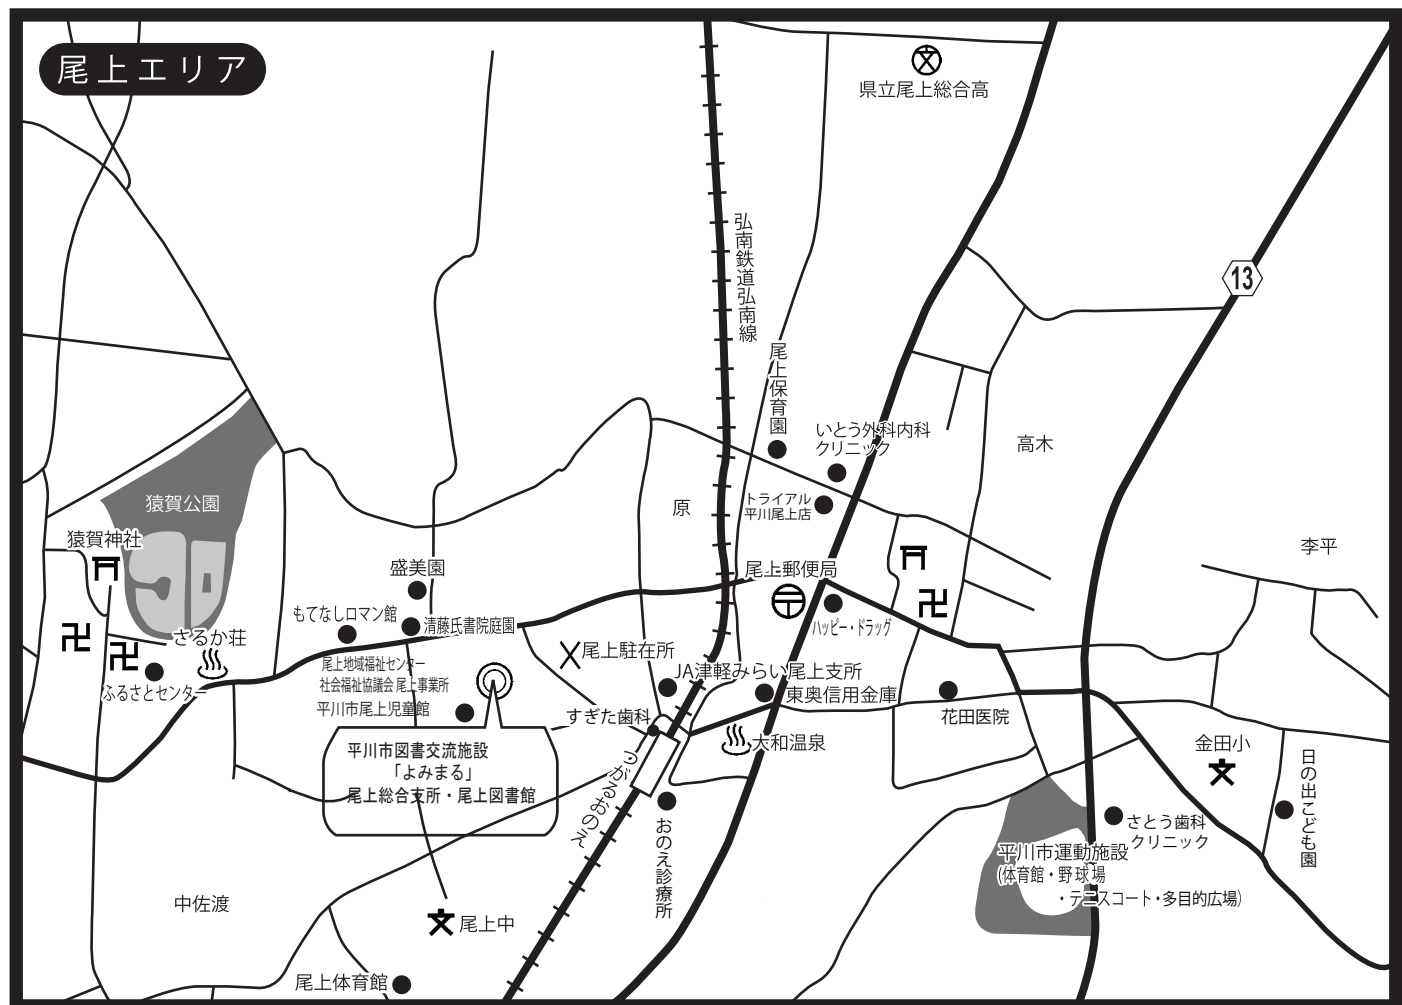 尾上エリア
県立尾上総合高
弘南鉄道弘南線
13
尾上保育園
いとう外科内科
クリニック
高木
猿賀公園
原
トライアル
平川尾上店
猿賀神社
李平
盛美園
尾上郵便局
もてなしロマン館
清藤氏書院庭園
ハッピー・ドラッグ
さるか荘
尾上駐在所
尾上地域福祉センター
社会福祉協議会 尾上事業所
JA津軽みらい 尾上支所
ふるさとセンター
東奥信用金庫
平川市尾上児童館
すぎた歯科
花田医院
大和温泉
金田小
平川市図書交流施設
「よみまる」
尾上総合支所・尾上図書館
つがるおのえ
日の出こども園
おのえ診療所
さとう歯科
クリニック
平川市運動施設
(体育館・野球場
・テニスコート・多目的広場)
中佐渡
尾上中
尾上体育館